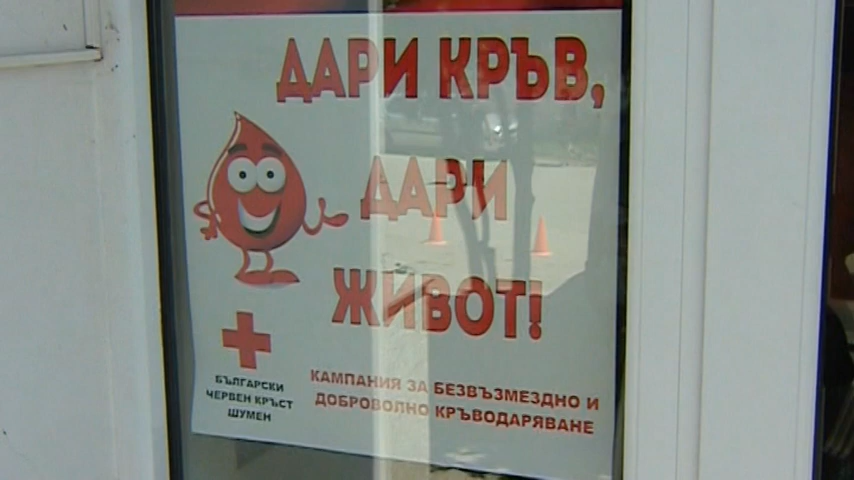 ДАРИ КРЪВ,
ДАРИ
ЖИВОТ!
БЪЛГАРСКИ
ЧЕРВЕН КРЪСТ
ШУМЕН
КАМПАНИЯ ЗА БЕЗВЪЗМЕЗДНО И
ДОБРОВОЛНО КРЪВОДАРЯВАНЕ